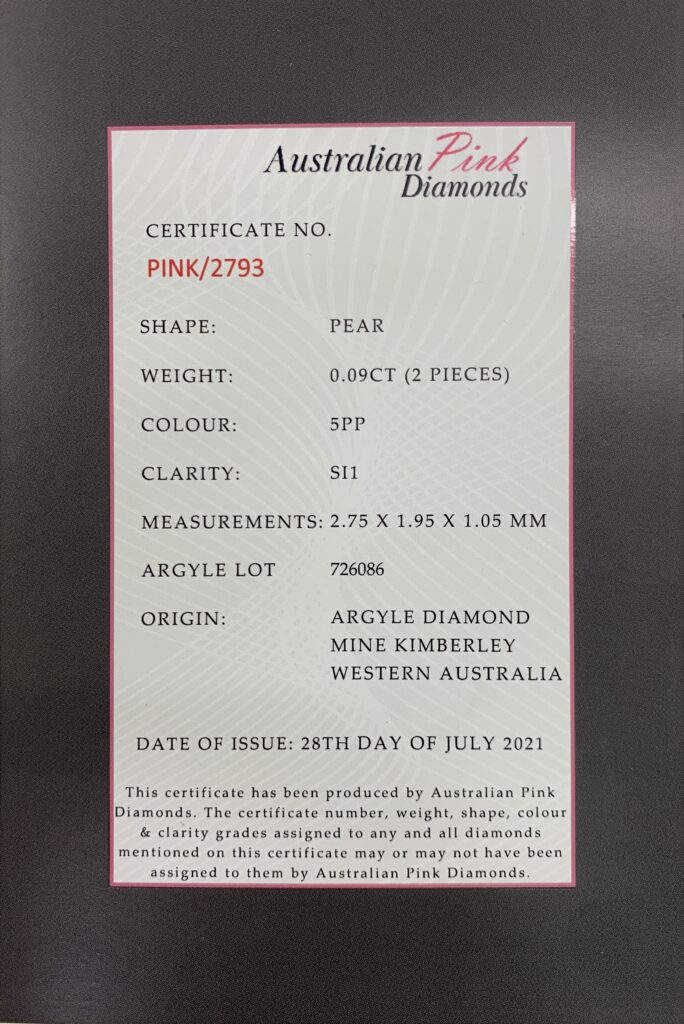 Australian Pink
Diamonds
CERTIFICATE NO.
PINK/2793
SHAPE: PEAR
WEIGHT: 0.09CT (2 PIECES)
COLOUR: 5PP
CLARITY: SI1
MEASUREMENTS: 2.75 X 1.95 X 1.05 MM
ARGYLE LOT 726086
ORIGIN: ARGYLE DIAMOND
MINE KIMBERLEY
WESTERN AUSTRALIA
DATE OF ISSUE: 28TH DAY OF JULY 2021
This certificate has been produced by Australian Pink
Diamonds. The certificate number, weight, shape, colour
& clarity grades assigned to any and all diamonds
mentioned on this certificate may or may not have been
assigned to them by Australian Pink Diamonds.